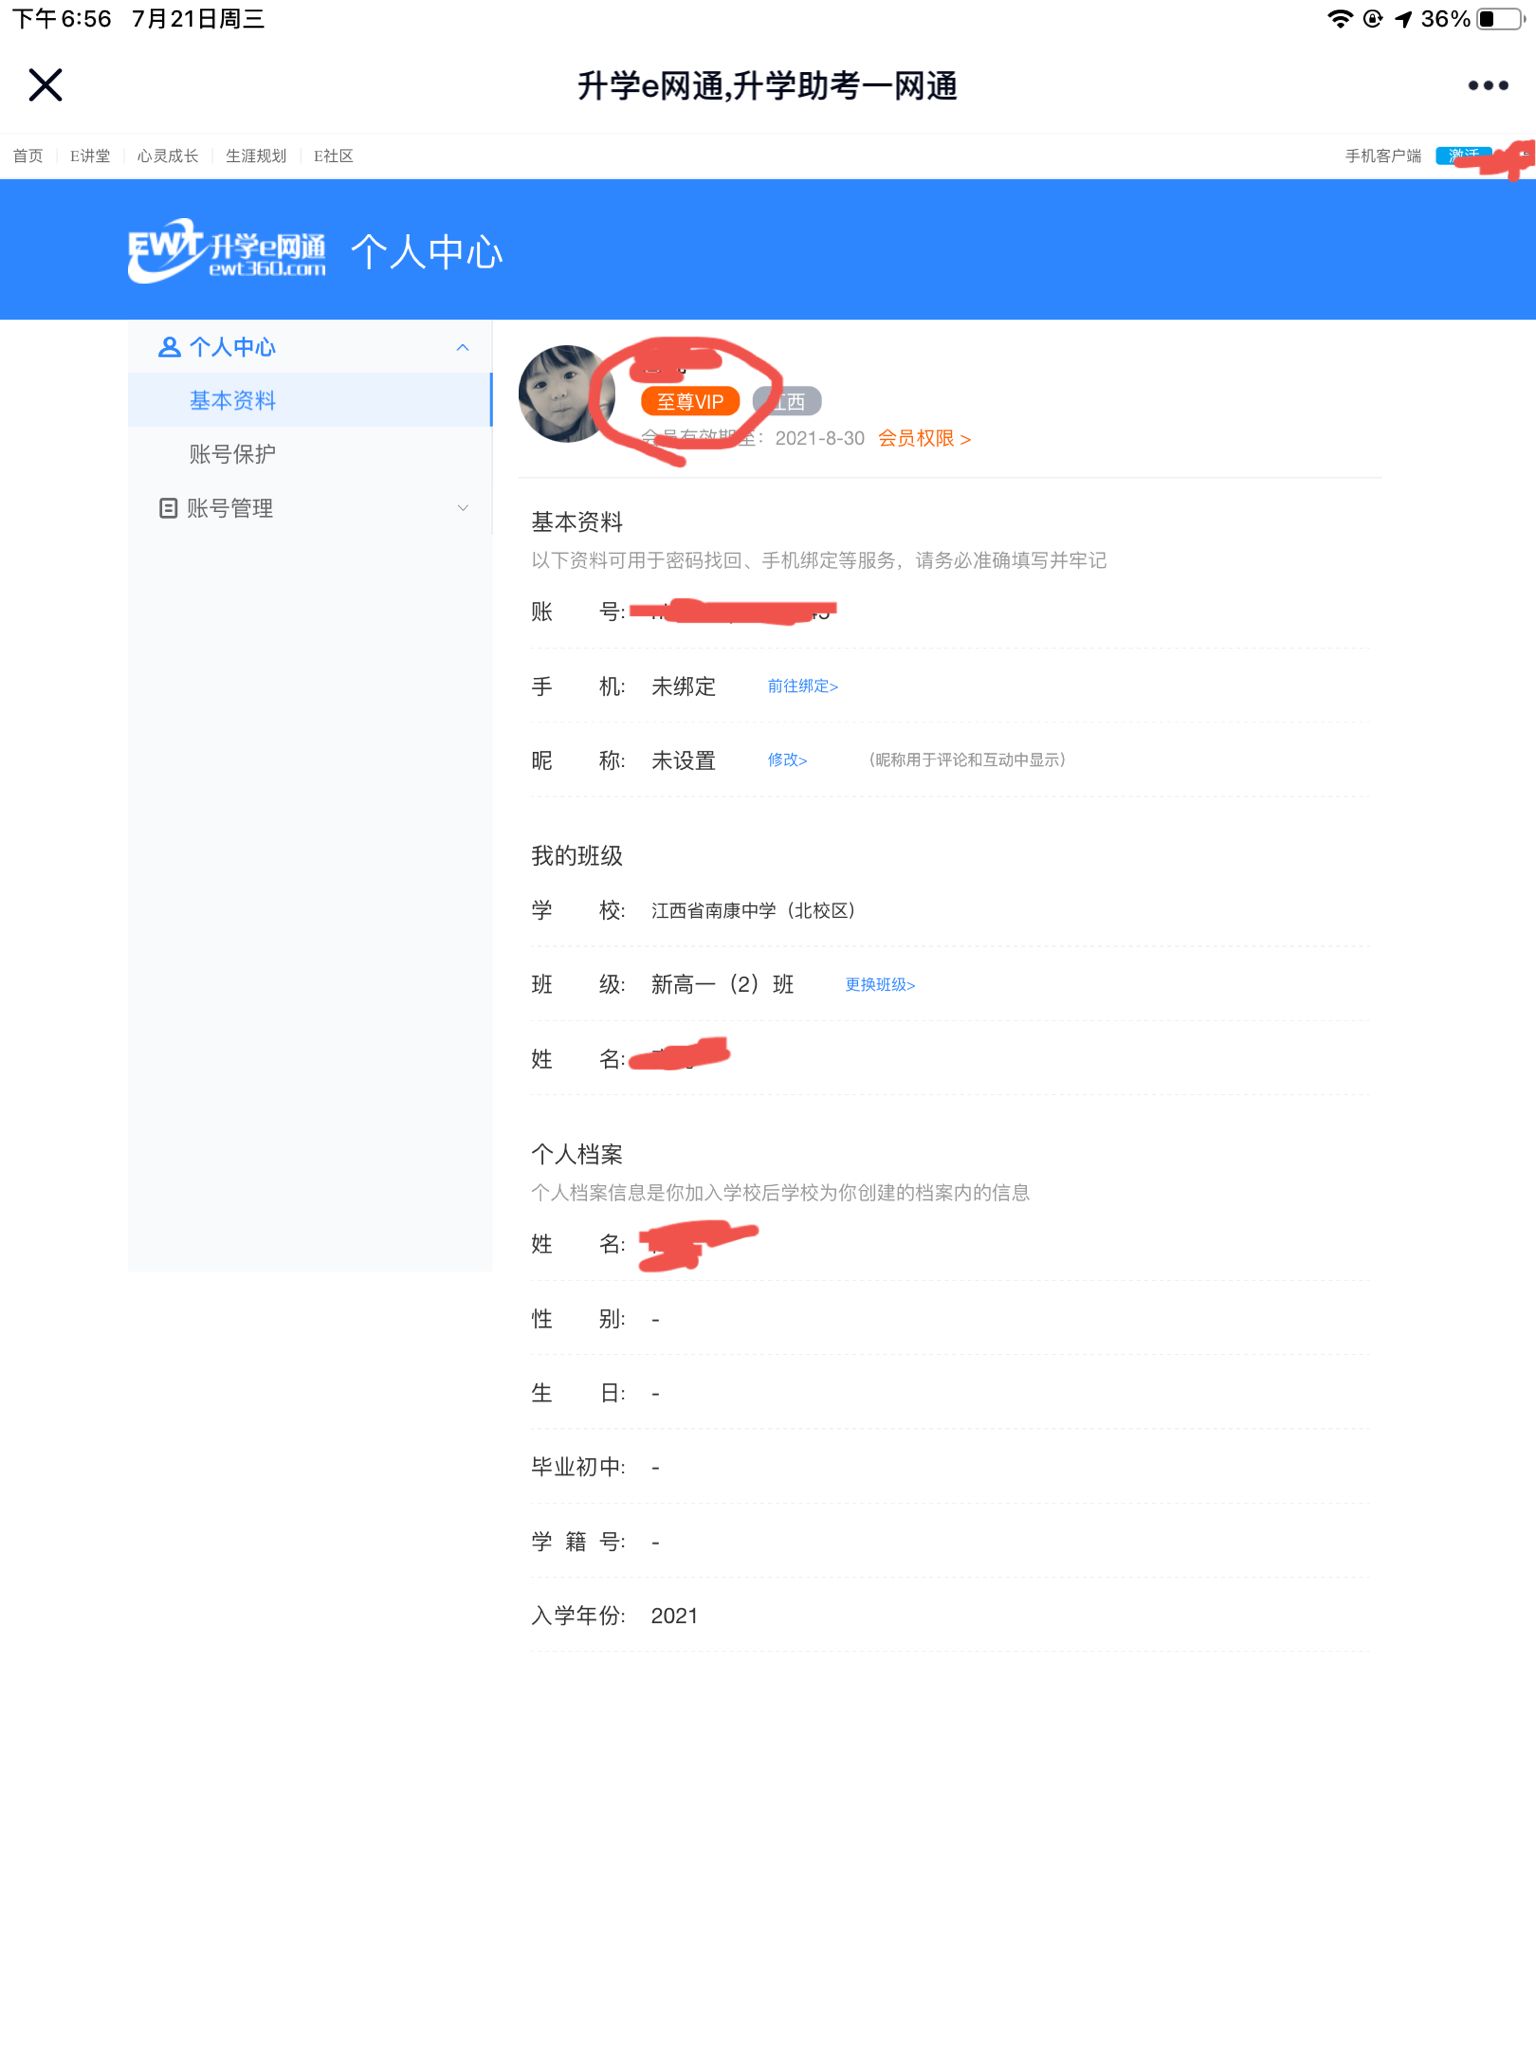 下午6:56 7月21日周三 36%
升学e网通,升学助考一网通
首页 E讲堂 心灵成长 生涯规划 E社区 手机客户端 激活
EWT 升学e网通 ewt360.com 个人中心
个人中心
基本资料
账号保护
账号管理
至尊VIP 江西
会员有效期至: 2021-8-30 会员权限 >
基本资料
以下资料可用于密码找回、手机绑定等服务，请务必准确填写并牢记
账 号:
手 机: 未绑定 前往绑定>
昵 称: 未设置 修改> （昵称用于评论和互动中显示）
我的班级
学 校: 江西省南康中学（北校区）
班 级: 新高一（2）班 更换班级>
姓 名:
个人档案
个人档案信息是你加入学校后学校为你创建的档案内的信息
姓 名:
性 别: -
生 日: -
毕业初中: -
学 籍 号: -
入学年份: 2021